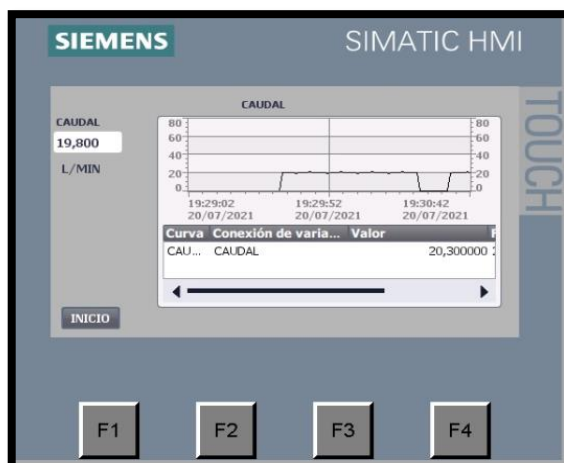 SIEMENS
SIMATIC HMI
TOUCH
CAUDAL
CAUDAL
19,800
L/MIN
80
60
40
20
0
80
60
40
20
0
19:29:02
20/07/2021
19:29:52
20/07/2021
19:30:42
20/07/2021
Curva Conexión de varia... Valor
CAU... CAUDAL 20,300000
INICIO
F1 F2 F3 F4